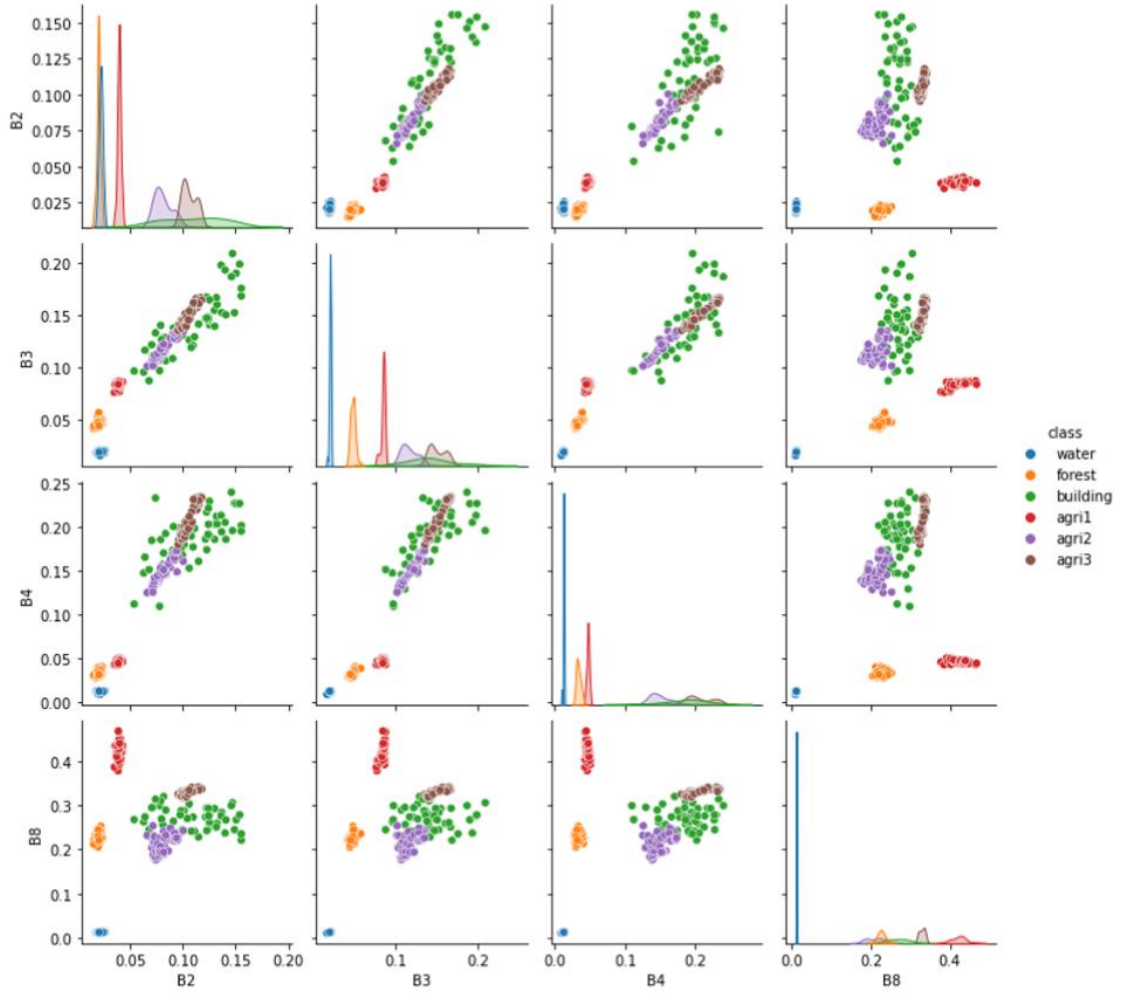 0.150
0.125
0.100
0.075
0.050
0.025
B2
0.20
0.15
0.10
0.05
B3
0.25
0.20
0.15
0.10
0.05
0.00
B4
0.4
0.3
0.2
0.1
0.0
B8
0.05 0.10 0.15 0.20
B2
0.1 0.2
B3
0.0 0.1 0.2
B4
0.0 0.2 0.4
B8
class
water
forest
building
agri1
agri2
agri3